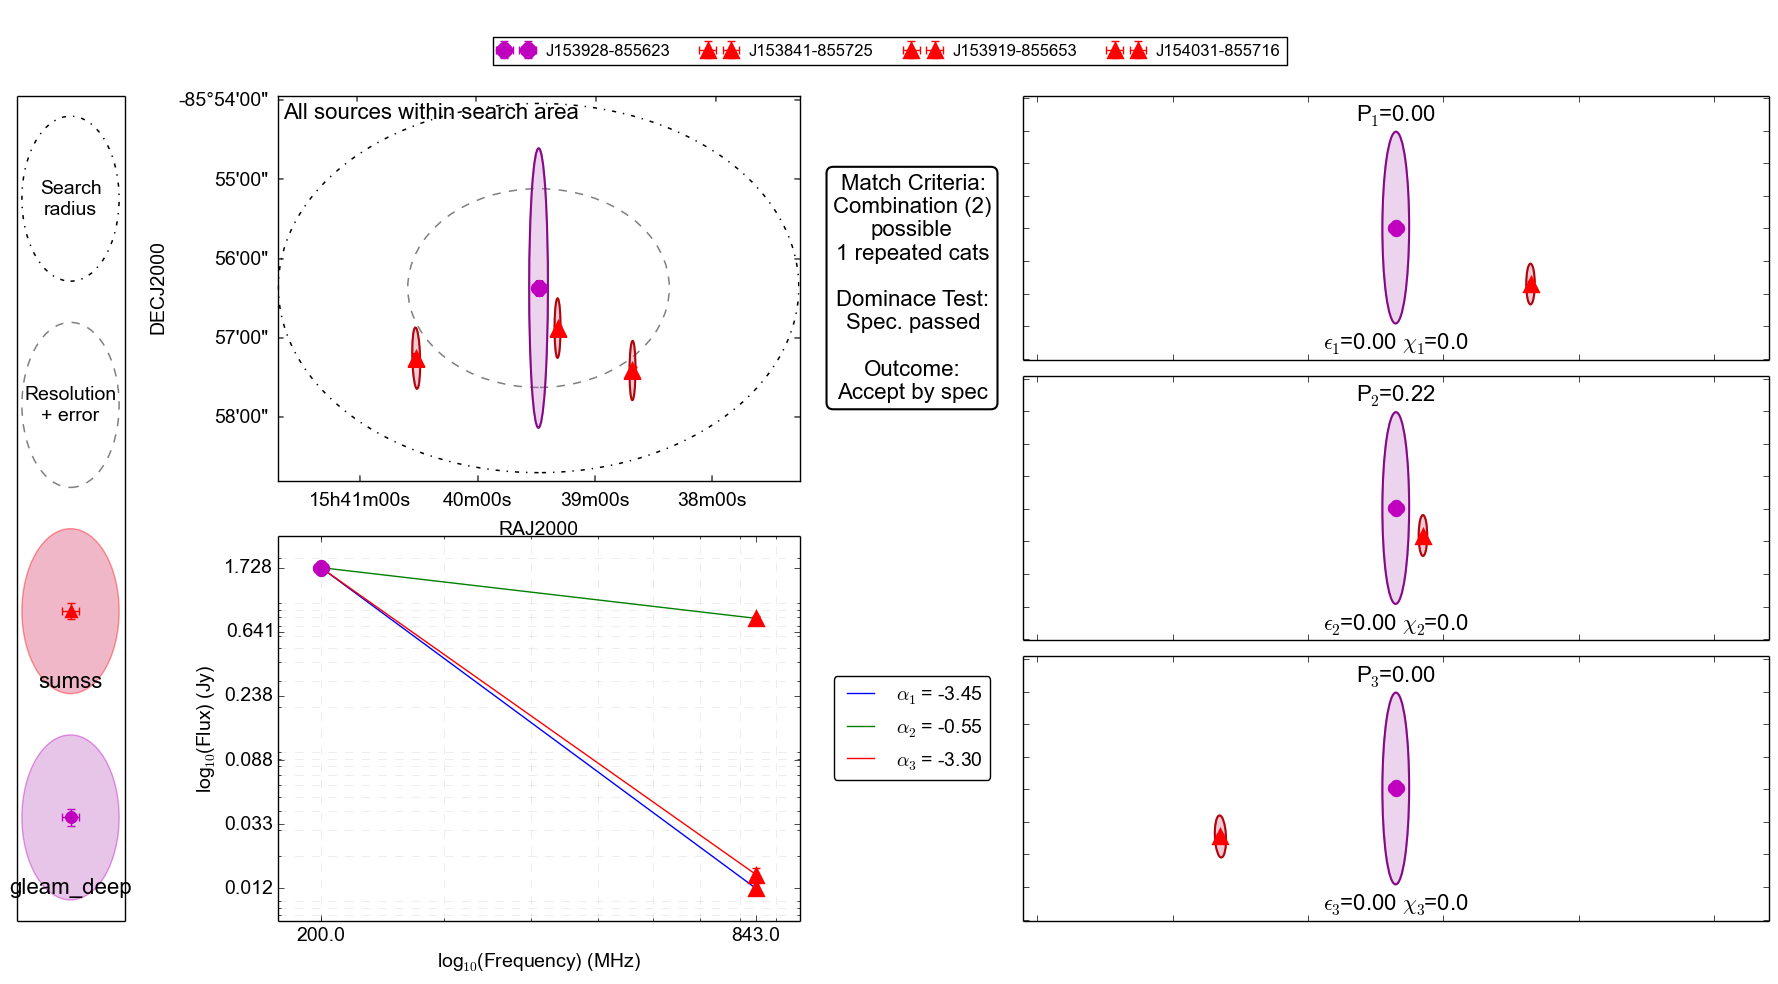 J153928-855623 J153841-855725 J153919-855653 J154031-855716
Search
radius
Resolution
+ error
sumss
gleam_deep
All sources within search area
DECJ2000
-85°54'00"
55'00"
56'00"
57'00"
58'00"
15h41m00s 40m00s 39m00s 38m00s
RAJ2000
log₁₀(Flux) (Jy)
1.728
0.641
0.238
0.088
0.033
0.012
200.0 843.0
log₁₀(Frequency) (MHz)
Match Criteria:
Combination (2)
possible
1 repeated cats
Dominace Test:
Spec. passed
Outcome:
Accept by spec
α₁ = -3.45
α₂ = -0.55
α₃ = -3.30
P₁=0.00
ϵ₁=0.00 χ₁=0.0
P₂=0.22
ϵ₂=0.00 χ₂=0.0
P₃=0.00
ϵ₃=0.00 χ₃=0.0